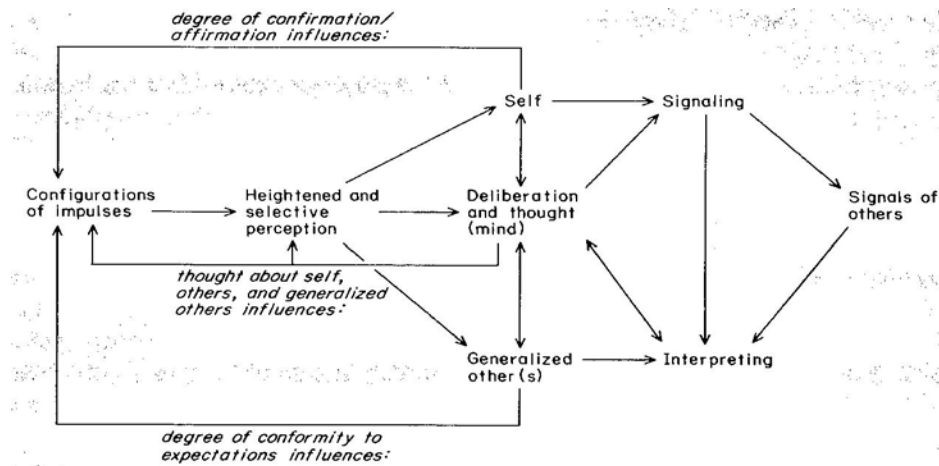 degree of confirmation/
affirmation influences:
Self
Signaling
Configurations
of impulses
Heightened and
selective
perception
Deliberation
and thought
(mind)
Signals of
others
thought about self,
others, and generalized
others influences:
Generalized
other(s)
Interpreting
degree of conformity to
expectations influences: